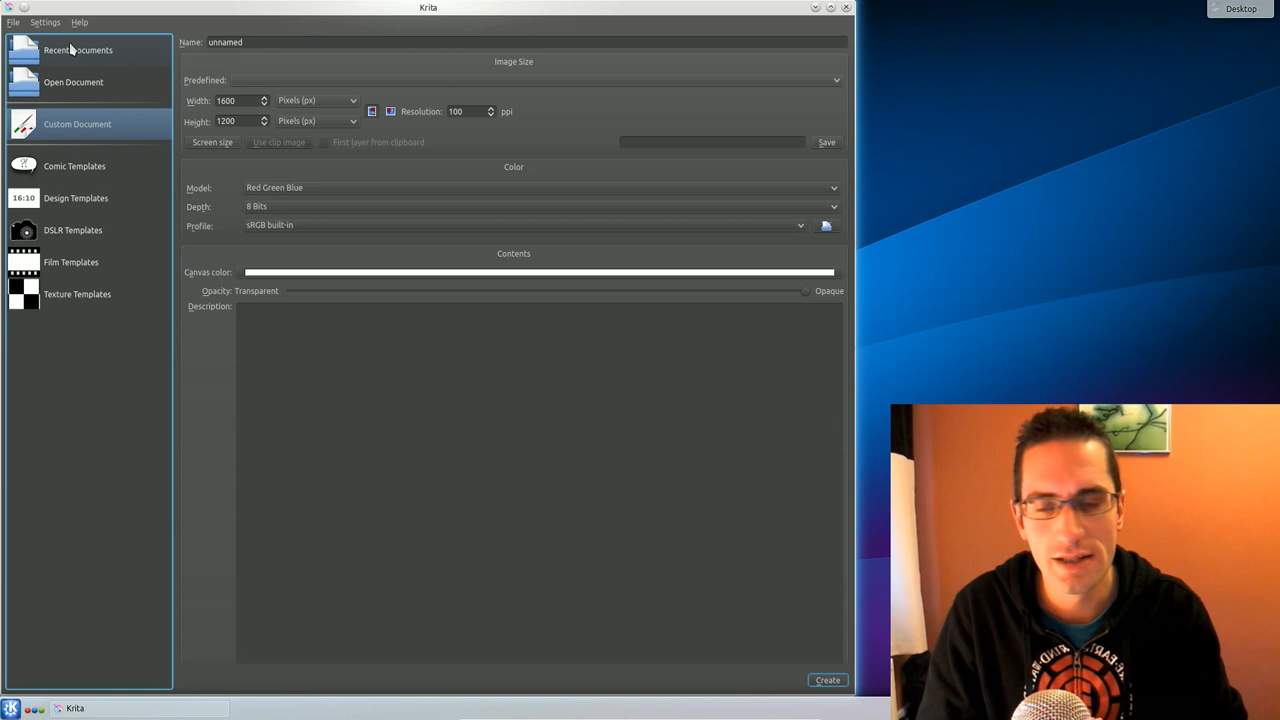 Krita
Desktop
File Settings Help
Recent Documents
Open Document
Custom Document
Comic Templates
16:10 Design Templates
DSLR Templates
Film Templates
Texture Templates
Name: unnamed
Image Size
Predefined:
Width: 1600 Pixels (px)
Height: 1200 Pixels (px)
Resolution: 100 ppi
Screen size Use clip image First layer from clipboard Save
Color
Model: Red Green Blue
Depth: 8 Bits
Profile: sRGB built-in
Contents
Canvas color:
Opacity: Transparent Opaque
Description:
Create
Krita